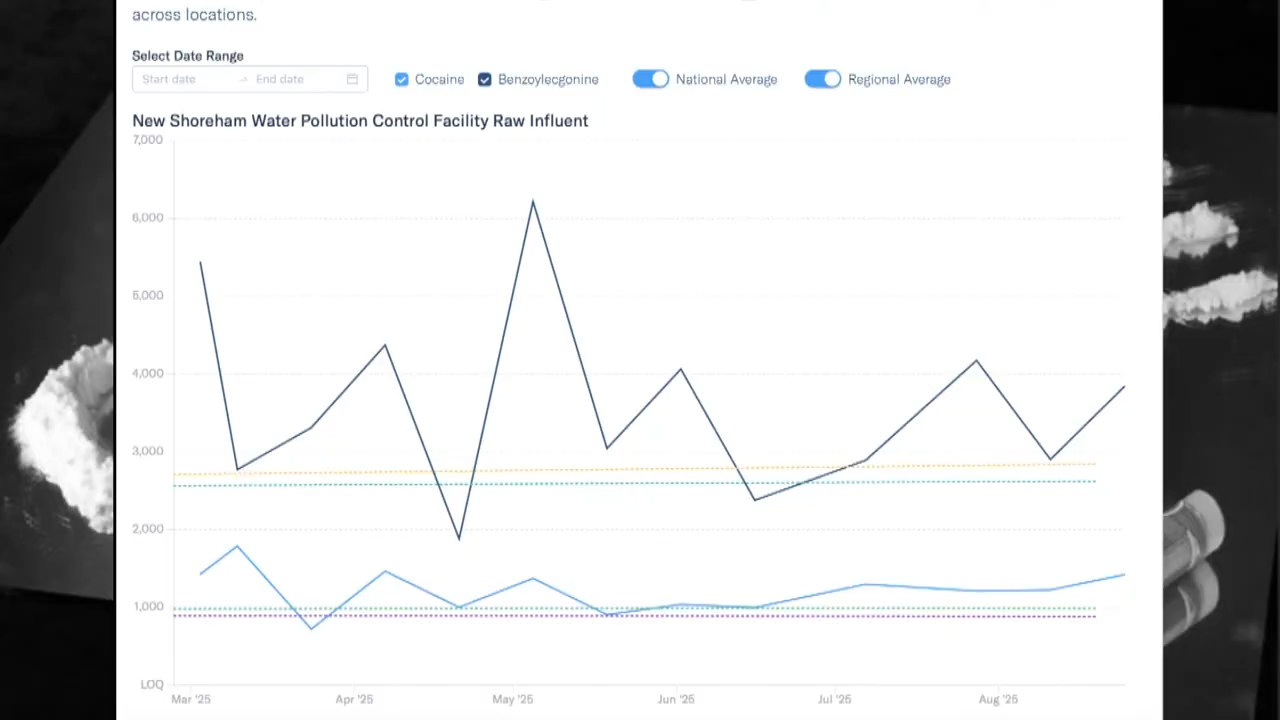 across locations.
Select Date Range
Start date → End date Cocaine Benzoylecgonine National Average Regional Average
New Shoreham Water Pollution Control Facility Raw Influent
7,000
6,000
5,000
4,000
3,000
2,000
1,000
LOQ
Mar '25 Apr '25 May '25 Jun '25 Jul '25 Aug '25